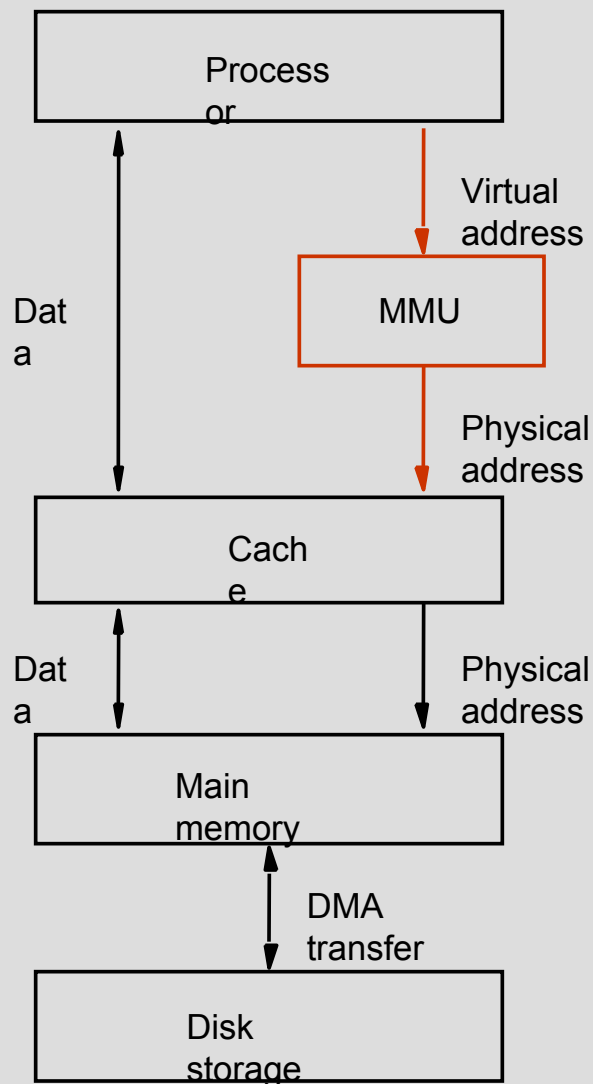 Process
or
Virtual
address
Dat
a
MMU
Physical
address
Cach
e
Dat
a
Physical
address
Main
memory
DMA
transfer
Disk
storage